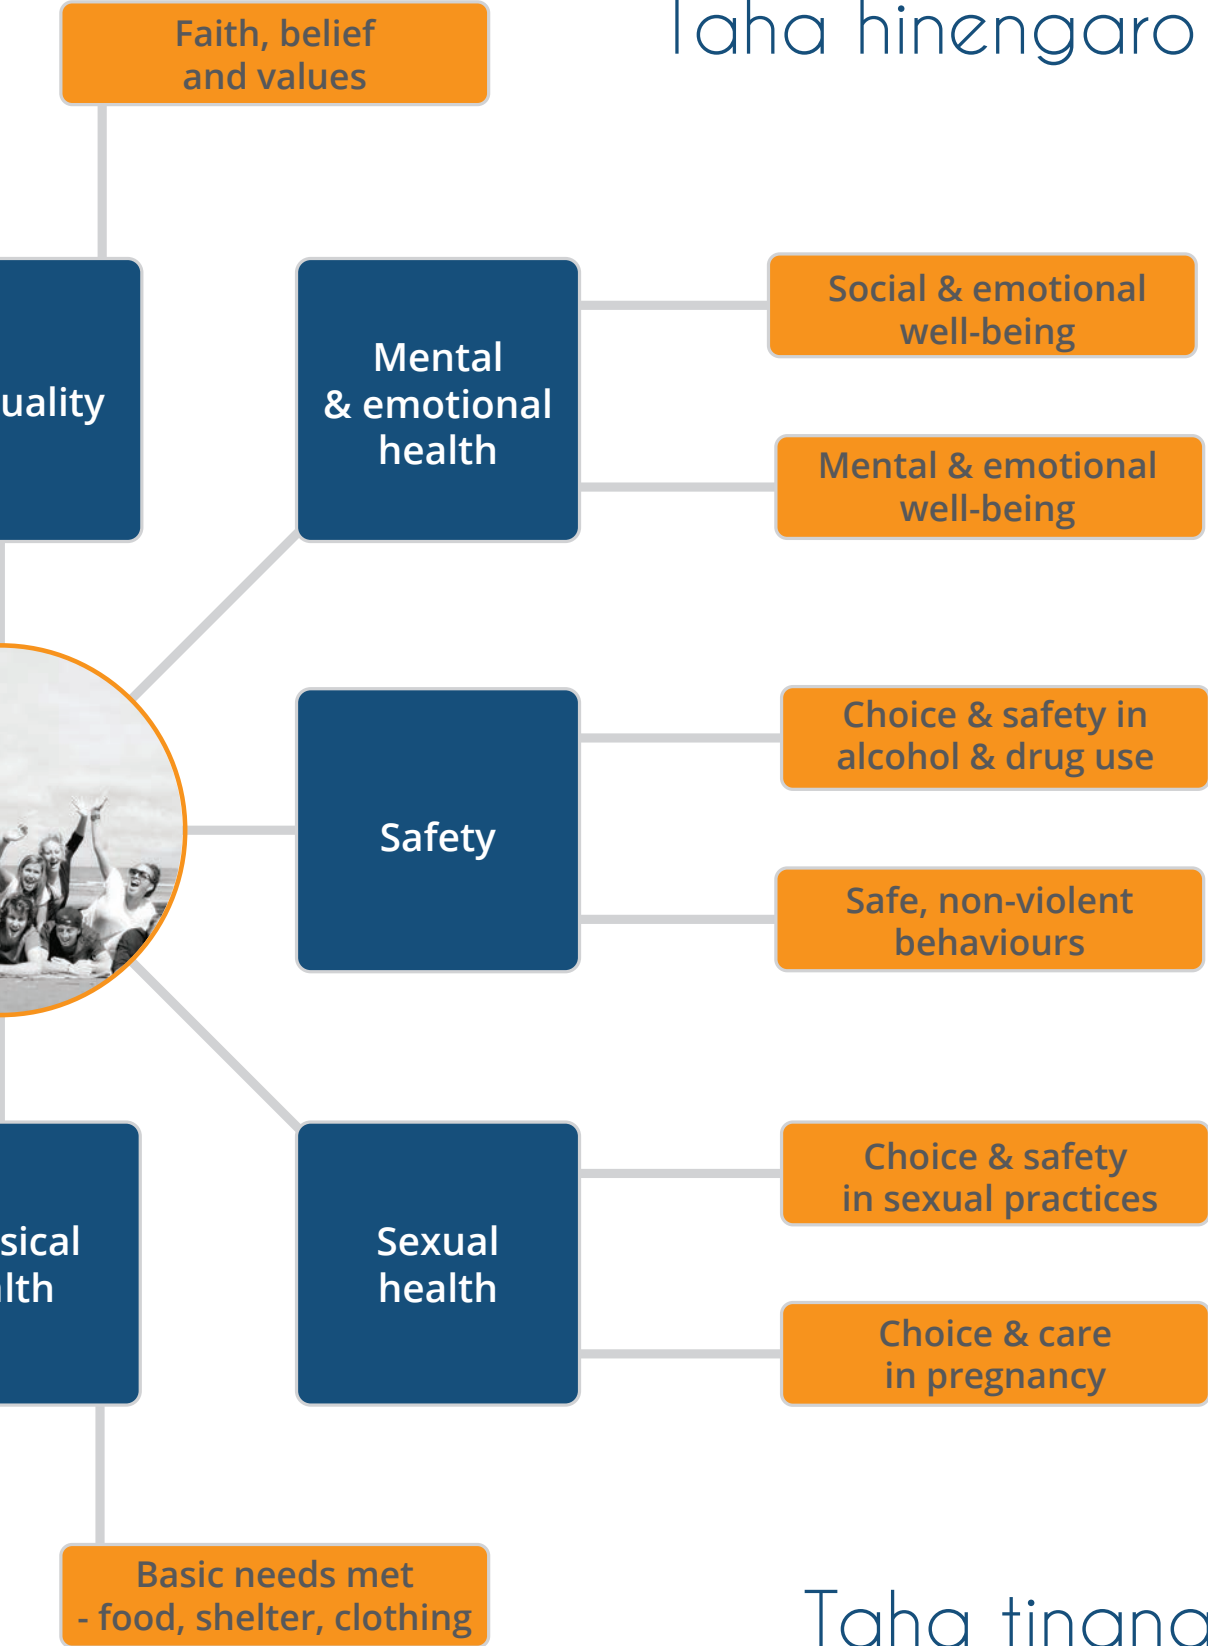 Faith, belief
and values
Taha hinengaro
uality
Mental
& emotional
health
Social & emotional
well-being
Mental & emotional
well-being
Safety
Choice & safety in
alcohol & drug use
Safe, non-violent
behaviours
sical
lth
Sexual
health
Choice & safety
in sexual practices
Choice & care
in pregnancy
Basic needs met
- food, shelter, clothing
Taha tinana